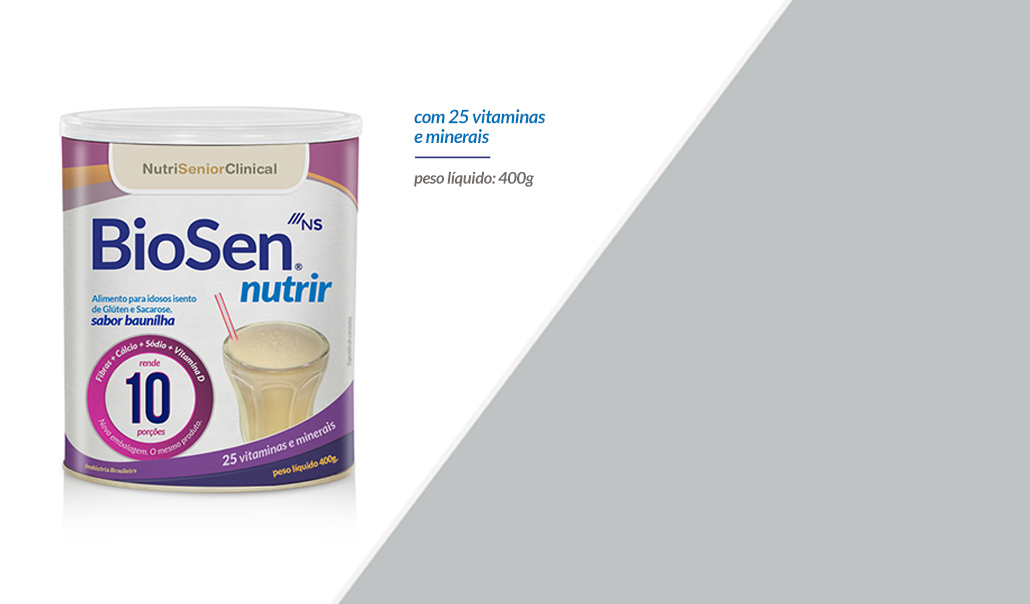 NutriSeniorClinical
BioSen®
NS
nutrir
Alimento para idosos isento
de Glúten e Sacarose.
sabor baunilha
Fibras + Cálcio + Sódio + Vitamina D
rende
10
porções
Nova embalagem. O mesmo produto.
25 vitaminas e minerais
peso líquido 400g.
Indústria Brasileira
com 25 vitaminas
e minerais
peso líquido: 400g